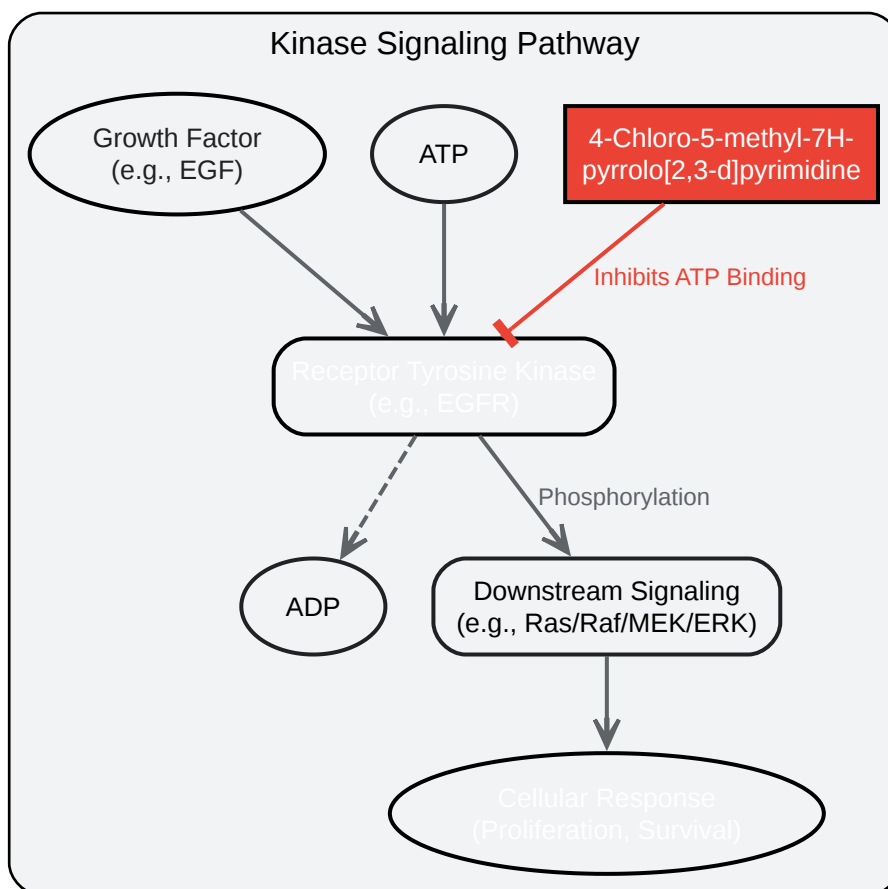 Kinase Signaling Pathway
Growth Factor
(e.g., EGF)
ATP
4-Chloro-5-methyl-7H-
pyrrolo[2,3-d]pyrimidine
Inhibits ATP Binding
Receptor Tyrosine Kinase
(e.g., EGFR)
Phosphorylation
ADP
Downstream Signaling
(e.g., Ras/Raf/MEK/ERK)
Cellular Response
(Proliferation, Survival)